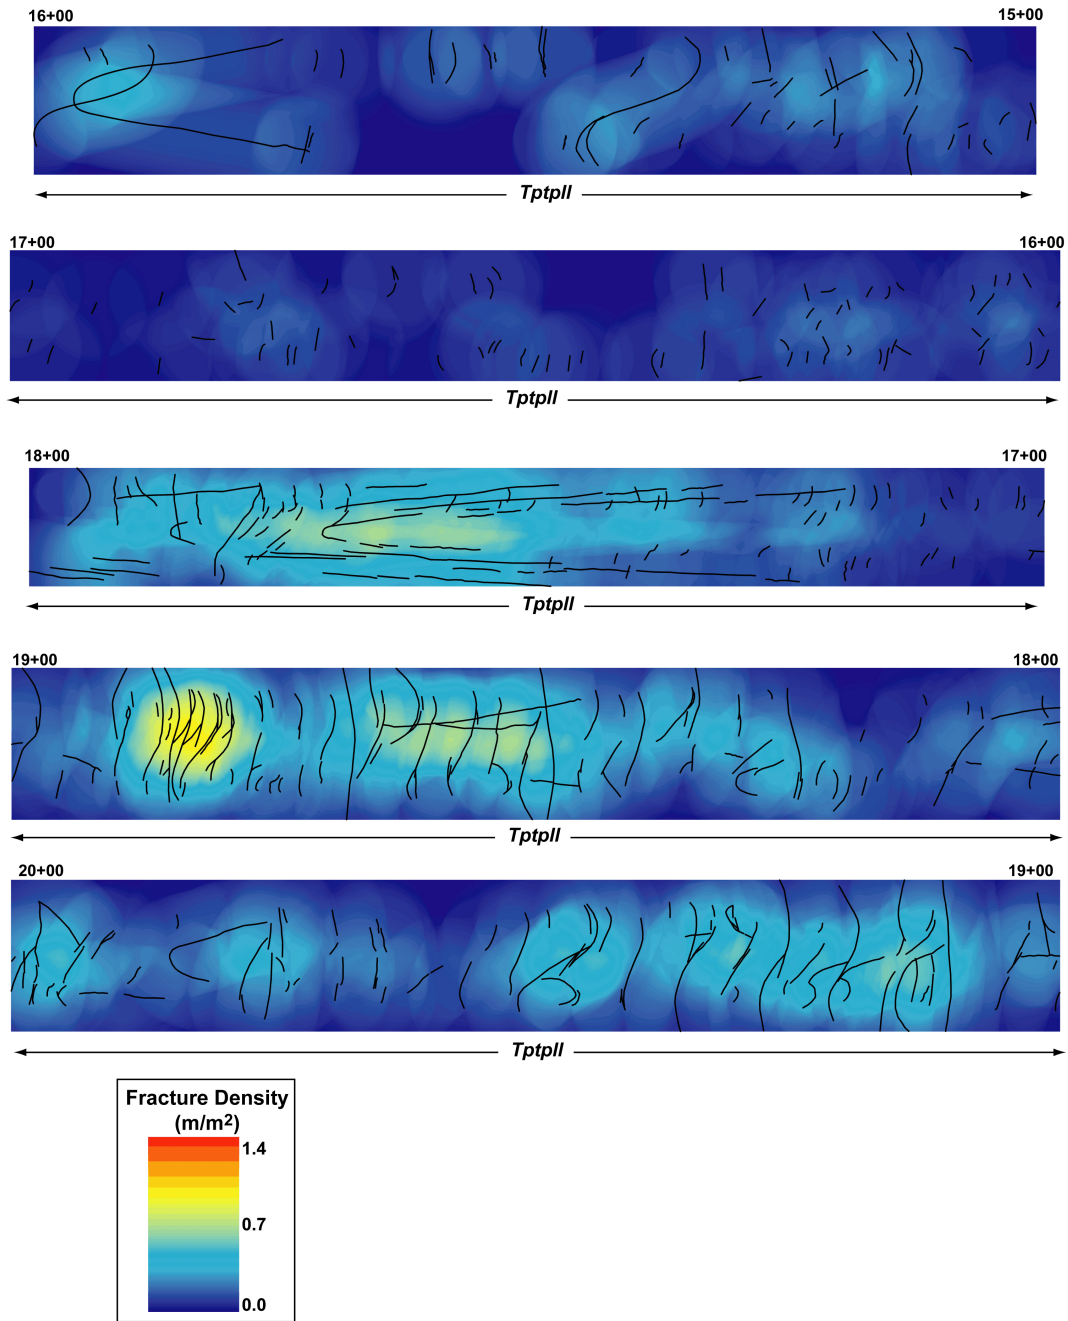 16+00 15+00
Tptpll
17+00 16+00
Tptpll
18+00 17+00
Tptpll
19+00 18+00
Tptpll
20+00 19+00
Tptpll
Fracture Density
(m/m2)
1.4
0.7
0.0